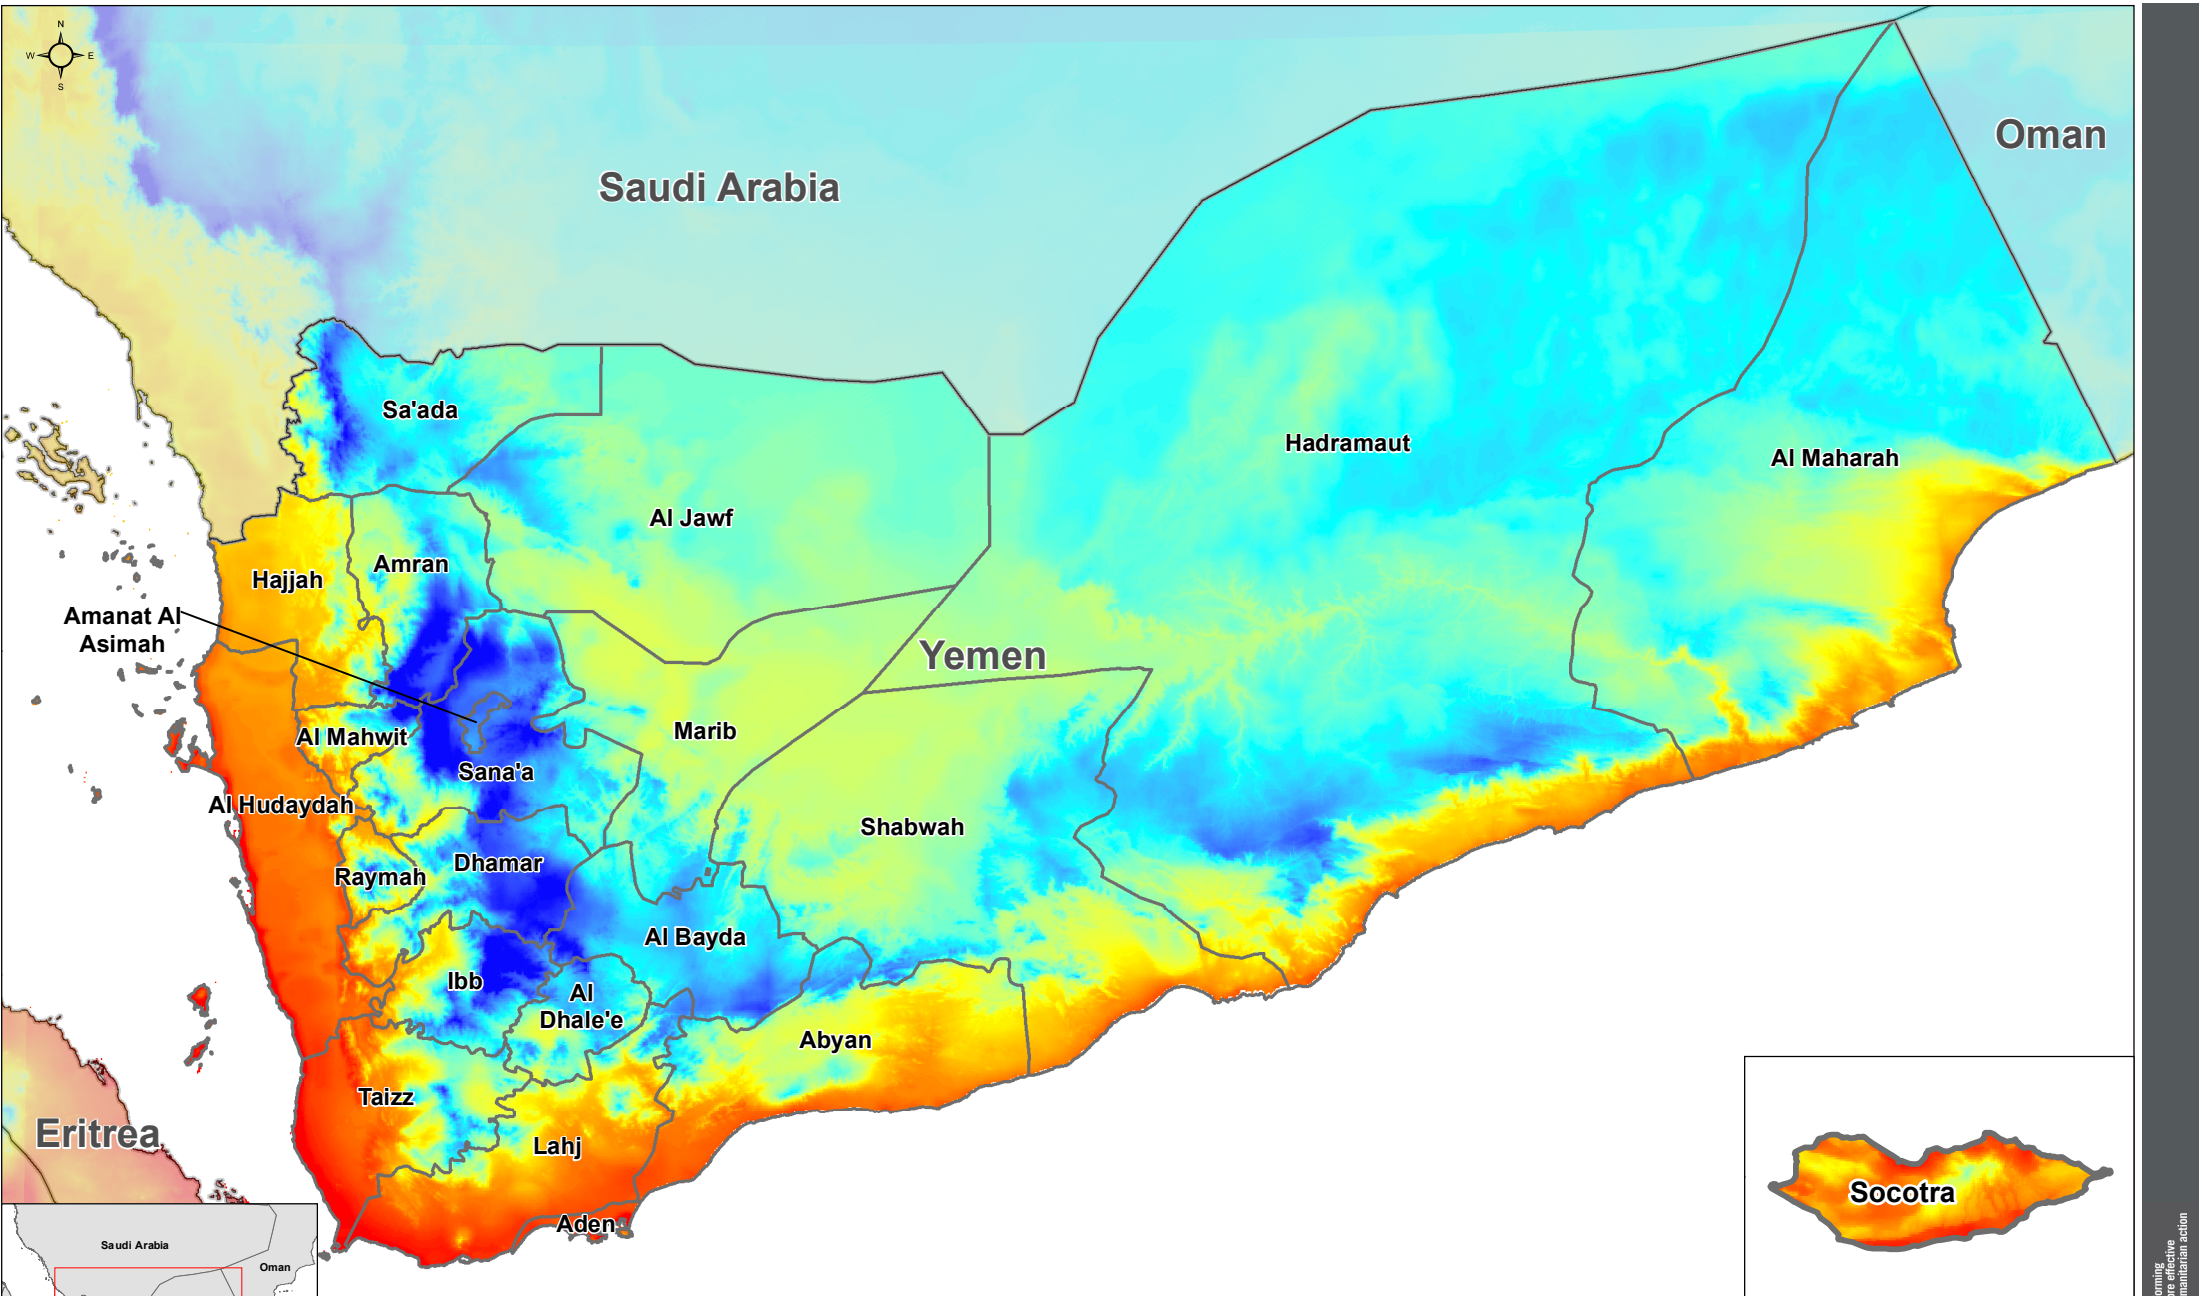 N
W
E
S
Saudi Arabia
Oman
Sa'ada
Hadramaut
Al Maharah
Al Jawf
Amran
Hajjah
Amanat Al
Asimah
Yemen
Marib
Al Mahwit
Sana'a
Al Hudaydah
Shabwah
Dhamar
Raymah
Al Bayda
Ibb
Al
Dhale'e
Abyan
Taizz
Eritrea
Lahj
Socotra
Aden
Saudi Arabia
Oman
effective
action